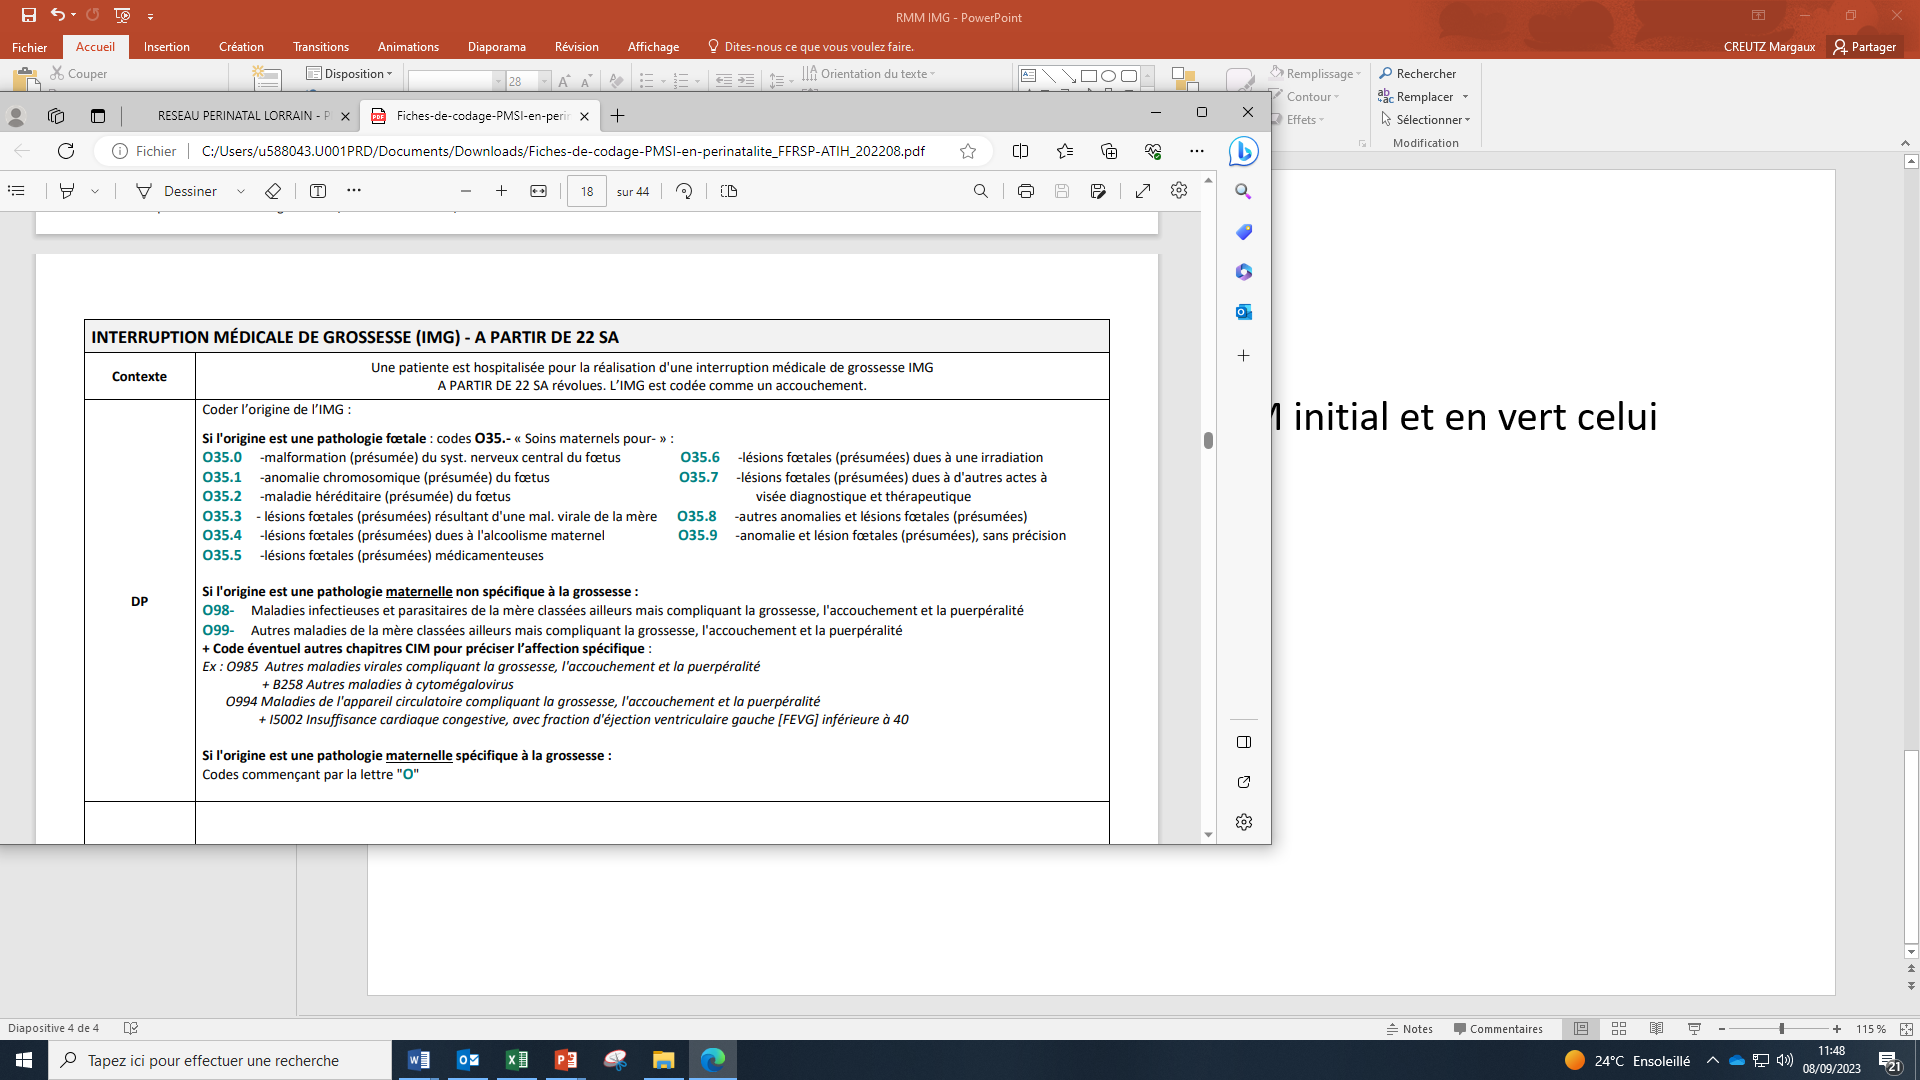 RMM IMG - PowerPoint
Fichier Accueil Insertion Création Transitions Animations Diaporama Révision Affichage Dites-nous ce que vous voulez faire. CREUTZ Margaux Partager
Couper Disposition 28 Orientation du texte Remplissage Rechercher
Contour Remplacer
Effets Sélectionner
Modification
RESEAU PERINATAL LORRAIN - P Fiches-de-codage-PMSI-en-perin
Fichier C:/Users/u588043.U001PRD/Documents/Downloads/Fiches-de-codage-PMSI-en-perinatalite_FFRSP-ATIH_202208.pdf
Dessiner 18 sur 44
INTERRUPTION MÉDICALE DE GROSSESSE (IMG) - A PARTIR DE 22 SA
Contexte
Une patiente est hospitalisée pour la réalisation d'une interruption médicale de grossesse IMG
A PARTIR DE 22 SA révolues. L'IMG est codée comme un accouchement.
DP
Coder l'origine de l'IMG :
Si l'origine est une pathologie fœtale : codes O35.- « Soins maternels pour- » :
O35.0 -malformation (présumée) du syst. nerveux central du fœtus O35.6 -lésions fœtales (présumées) dues à une irradiation
O35.1 -anomalie chromosomique (présumée) du fœtus O35.7 -lésions fœtales (présumées) dues à d'autres actes à
O35.2 -maladie héréditaire (présumée) du fœtus visée diagnostique et thérapeutique
O35.3 - lésions fœtales (présumées) résultant d'une mal. virale de la mère O35.8 -autres anomalies et lésions fœtales (présumées)
O35.4 -lésions fœtales (présumées) dues à l'alcoolisme maternel O35.9 -anomalie et lésion fœtales (présumées), sans précision
O35.5 -lésions fœtales (présumées) médicamenteuses
Si l'origine est une pathologie maternelle non spécifique à la grossesse :
O98- Maladies infectieuses et parasitaires de la mère classées ailleurs mais compliquant la grossesse, l'accouchement et la puerpéralité
O99- Autres maladies de la mère classées ailleurs mais compliquant la grossesse, l'accouchement et la puerpéralité
+ Code éventuel autres chapitres CIM pour préciser l'affection spécifique :
Ex : O985 Autres maladies virales compliquant la grossesse, l'accouchement et la puerpéralité
+ B258 Autres maladies à cytomégalovirus
O994 Maladies de l'appareil circulatoire compliquant la grossesse, l'accouchement et la puerpéralité
+ I5002 Insuffisance cardiaque congestive, avec fraction d'éjection ventriculaire gauche [FEVG] inférieure à 40
Si l'origine est une pathologie maternelle spécifique à la grossesse :
Codes commençant par la lettre "O"
M initial et en vert celui
Diapositive 4 de 4 Notes Commentaires 115 %
Tapez ici pour effectuer une recherche 24°C Ensoleillé 11:48
08/09/2023 21